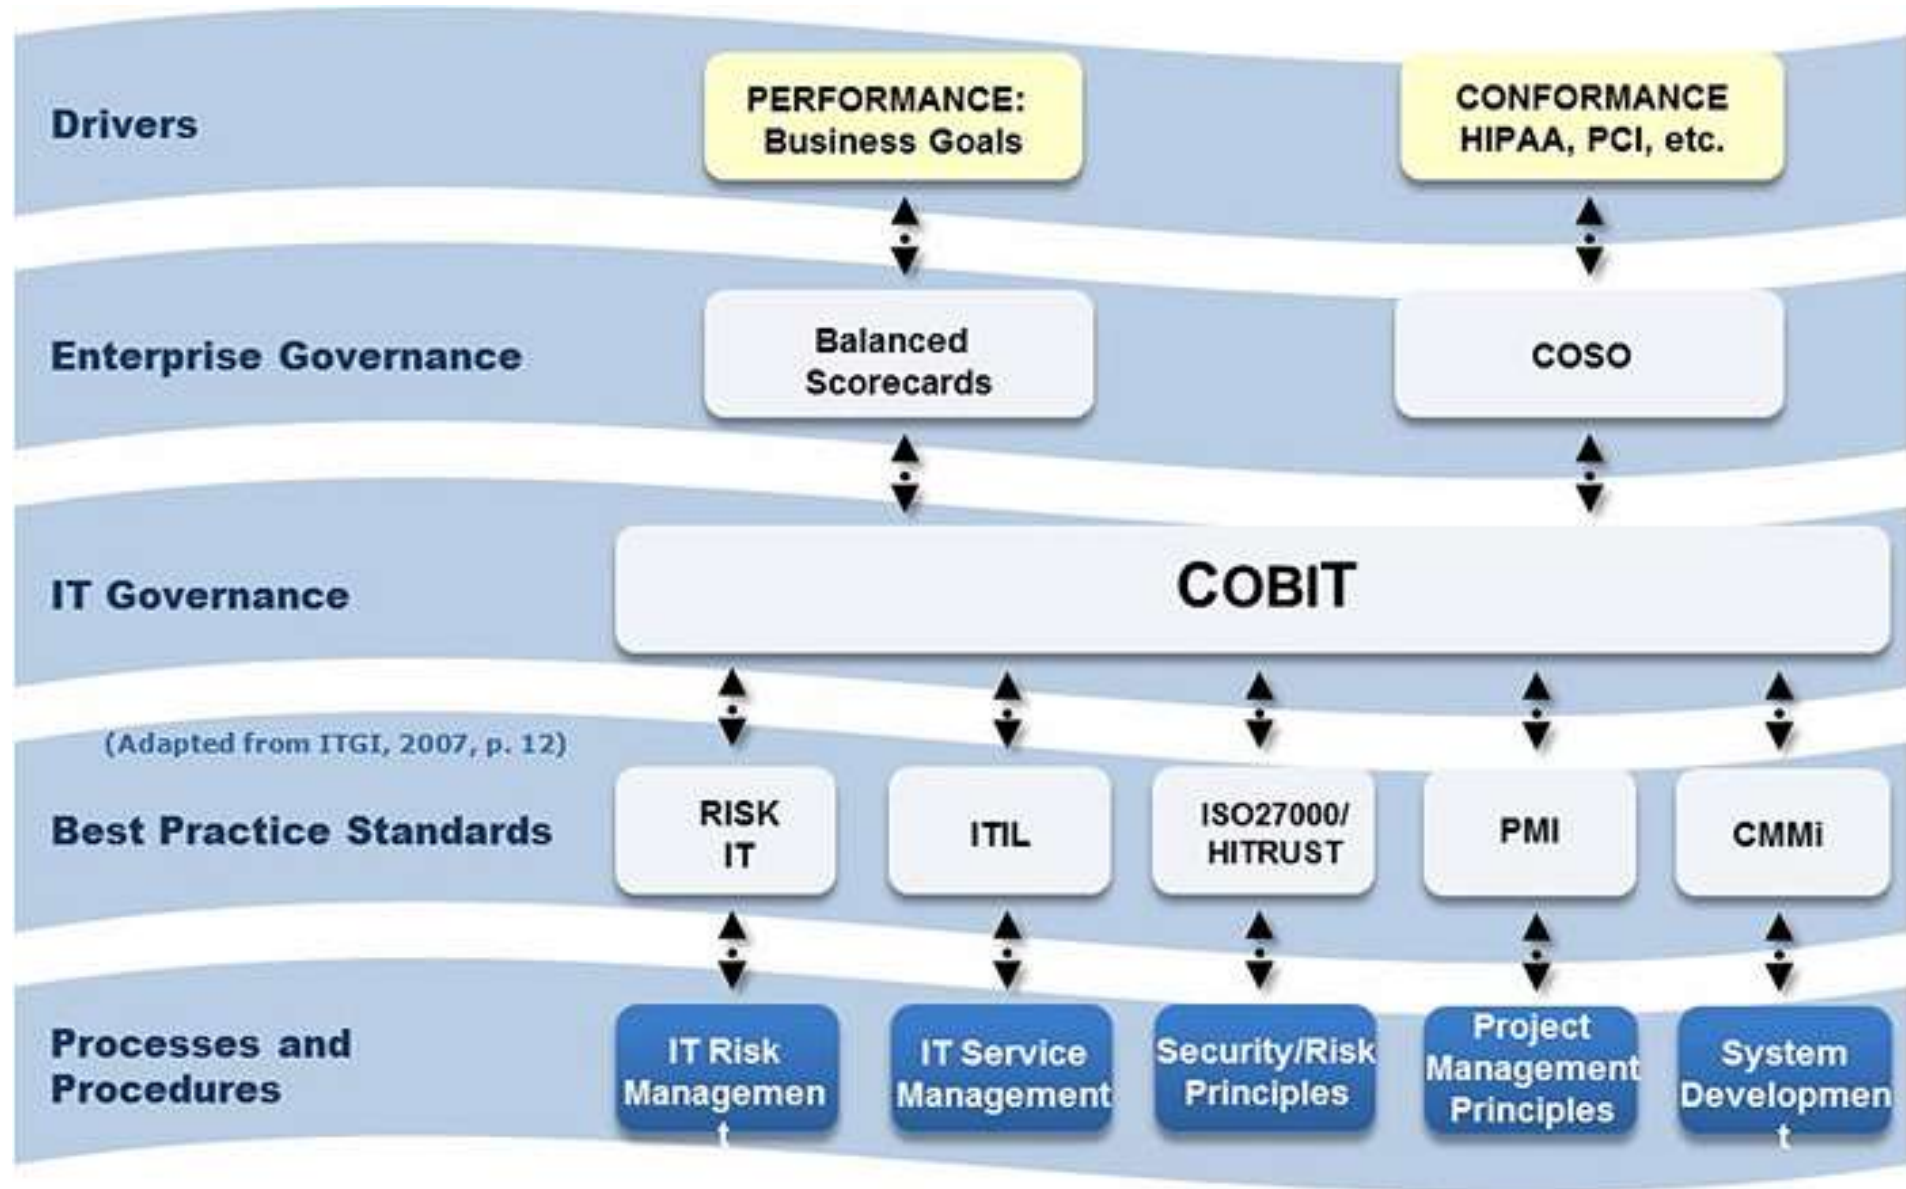 Drivers
PERFORMANCE:
Business Goals
CONFORMANCE
HIPAA, PCI, etc.
Enterprise Governance
Balanced
Scorecards
COSO
IT Governance
COBIT
(Adapted from ITGI, 2007, p. 12)
Best Practice Standards
RISK
IT
ITIL
ISO27000/
HITRUST
PMI
CMMi
Processes and
Procedures
IT Risk
Managemen
t
IT Service
Management
Security/Risk
Principles
Project
Management
Principles
System
Developmen
t